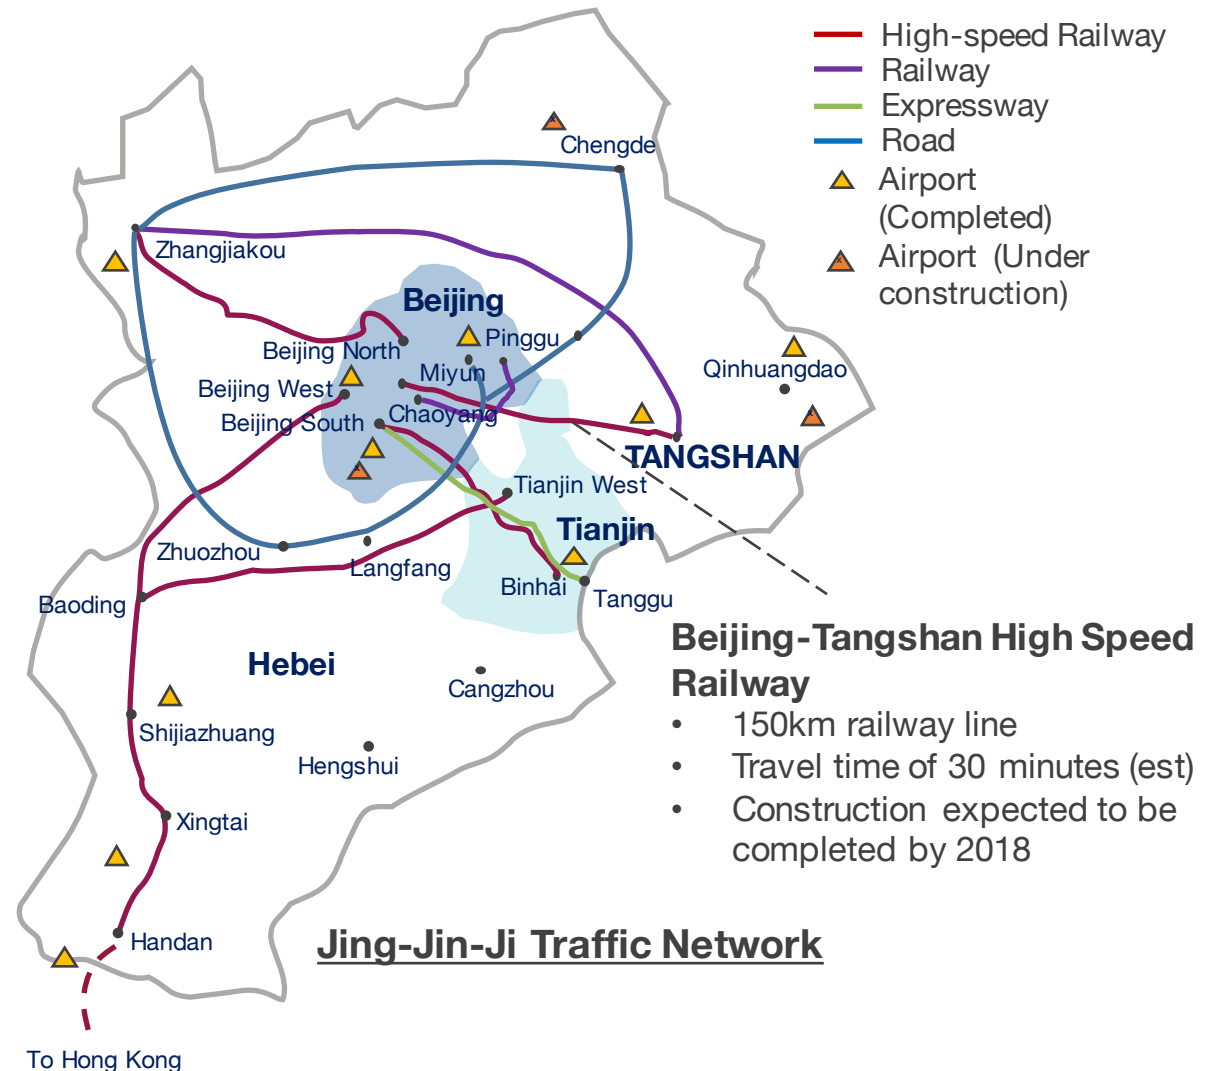 High-speed Railway
Railway
Expressway
Road
Airport
(Completed)
Airport (Under
construction)
Chengde
Zhangjiakou
Beijing
Pinggu
Beijing North
Miyun
Qinhuangdao
Beijing West
Chaoyang
Beijing South
TANGSHAN
Tianjin West
Tianjin
Zhuozhou
Langfang
Binhai
Tanggu
Baoding
Beijing-Tangshan High Speed
Railway
• 150km railway line
• Travel time of 30 minutes (est)
• Construction expected to be
completed by 2018
Hebei
Cangzhou
Shijiazhuang
Hengshui
Xingtai
Handan
Jing-Jin-Ji Traffic Network
To Hong Kong